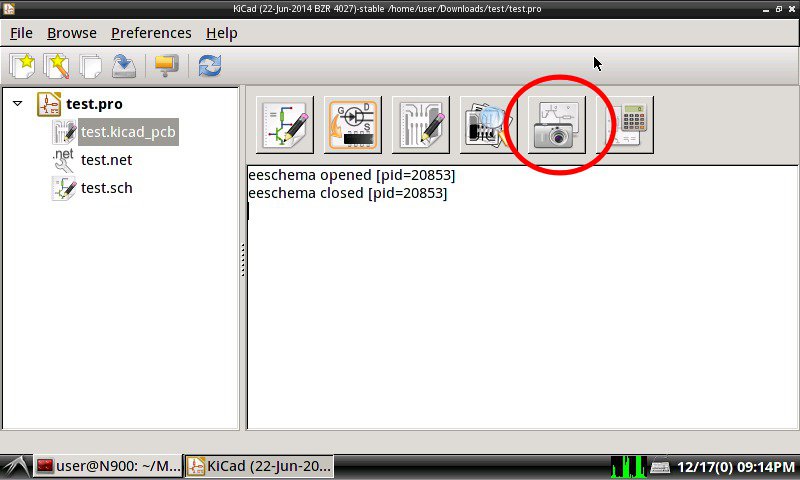 KiCad (22-Jun-2014 BZR 4027)-stable /home/user/Downloads/test/test.pro
File Browse Preferences Help
test.pro
test.kicad_pcb
.net
test.net
test.sch
G D
S
eeschema opened [pid=20853]
eeschema closed [pid=20853]
user@N900: ~/M...
KiCad (22-Jun-20...
12/17(0) 09:14PM